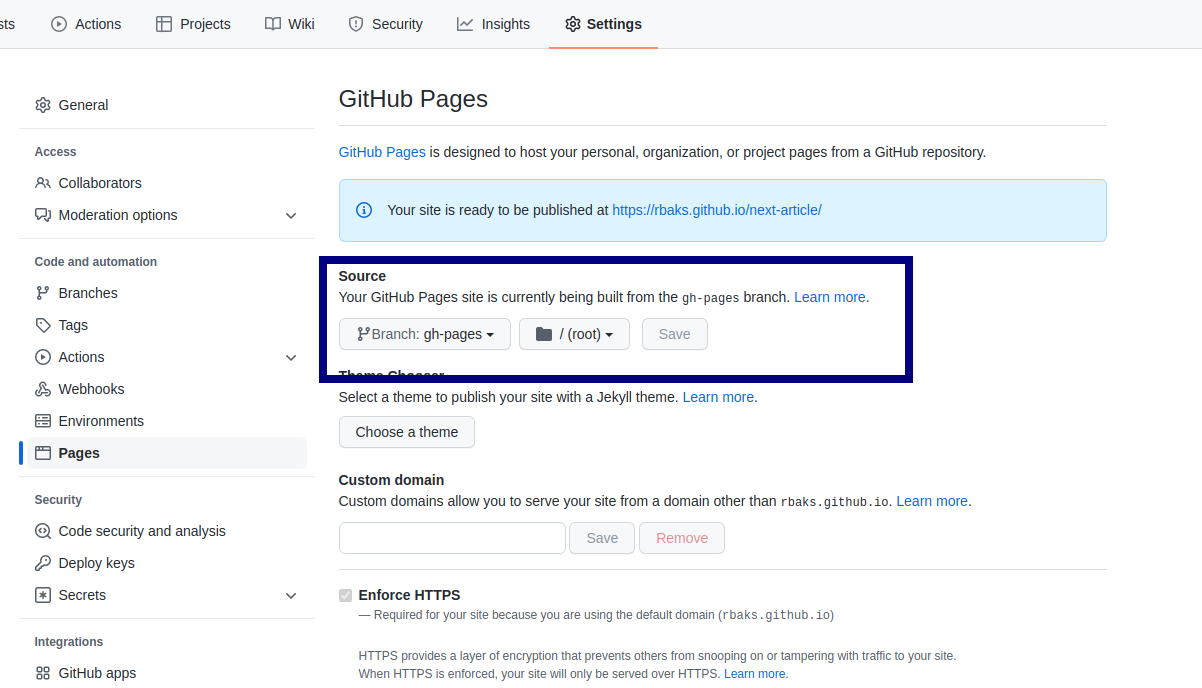 sts Actions Projects Wiki Security Insights Settings
General
Access
Collaborators
Moderation options
Code and automation
Branches
Tags
Actions
Webhooks
Environments
Pages
Security
Code security and analysis
Deploy keys
Secrets
Integrations
GitHub apps
GitHub Pages
GitHub Pages is designed to host your personal, organization, or project pages from a GitHub repository.
Your site is ready to be published at https://rbaks.github.io/next-article/
Source
Your GitHub Pages site is currently being built from the gh-pages branch. Learn more.
Branch: gh-pages / (root) Save
Theme Chooser
Select a theme to publish your site with a Jekyll theme. Learn more.
Choose a theme
Custom domain
Custom domains allow you to serve your site from a domain other than rbaks.github.io. Learn more.
Save Remove
Enforce HTTPS
— Required for your site because you are using the default domain (rbaks.github.io)
HTTPS provides a layer of encryption that prevents others from snooping on or tampering with traffic to your site.
When HTTPS is enforced, your site will only be served over HTTPS. Learn more.